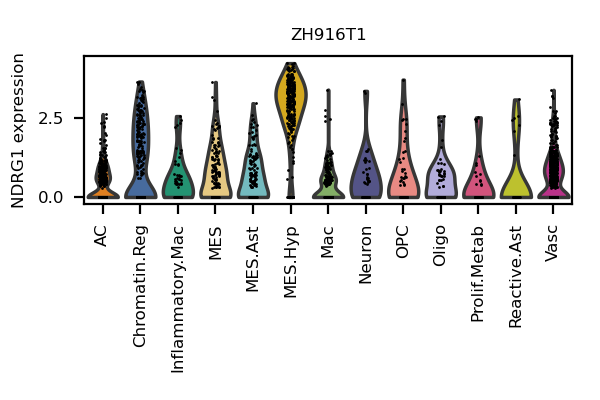 ZH916T1
NDRG1 expression
2.5
0.0
AC
Chromatin.Reg
Inflammatory.Mac
MES
MES.Ast
MES.Hyp
Mac
Neuron
OPC
Oligo
Prolif.Metab
Reactive.Ast
Vasc